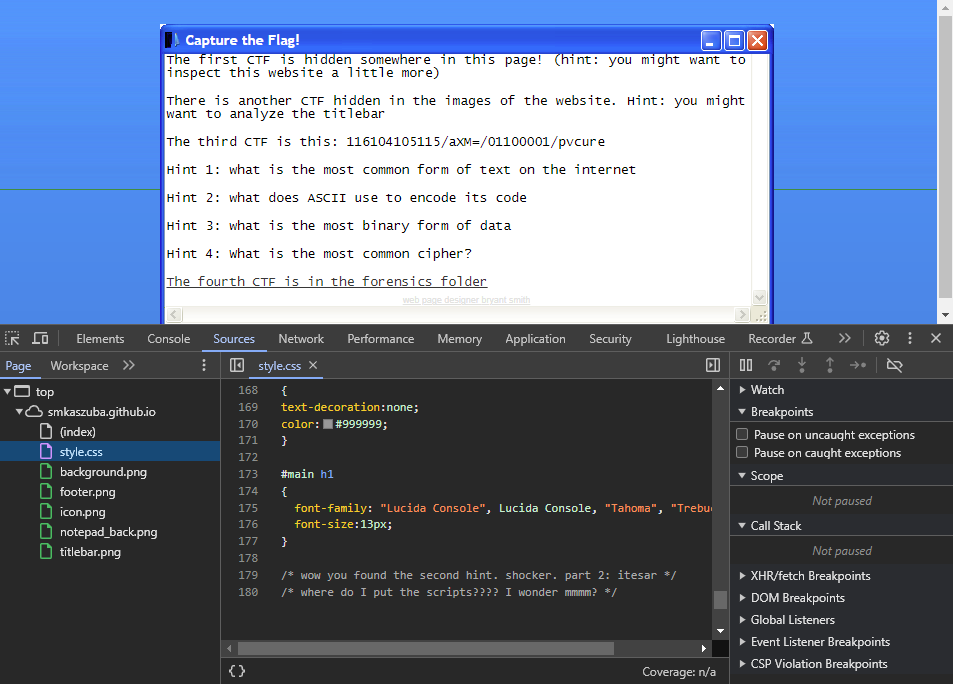 Capture the Flag!
The first CTF is hidden somewhere in this page! (hint: you might want to
inspect this website a little more)
There is another CTF hidden in the images of the website. Hint: you might
want to analyze the titlebar
The third CTF is this: 116104105115/aXM=/01100001/pvcure
Hint 1: what is the most common form of text on the internet
Hint 2: what does ASCII use to encode its code
Hint 3: what is the most binary form of data
Hint 4: what is the most common cipher?
The fourth CTF is in the forensics folder
web page designer bryant smith
Elements Console Sources Network Performance Memory Application Security Lighthouse Recorder
Page Workspace
style.css
top
smkaszuba.github.io
(index)
style.css
background.png
footer.png
icon.png
notepad_back.png
titlebar.png
168 {
169 text-decoration:none;
170 color: #999999;
171 }
172
173 #main h1
174 {
175 font-family: "Lucida Console", Lucida Console, "Tahoma", "Trebuc
176 font-size:13px;
177 }
178
179 /* wow you found the second hint. shocker. part 2: itesar */
180 /* where do I put the scripts???? I wonder mmmm? */
{}
Coverage: n/a
Watch
Breakpoints
Pause on uncaught exceptions
Pause on caught exceptions
Scope
Not paused
Call Stack
Not paused
XHR/fetch Breakpoints
DOM Breakpoints
Global Listeners
Event Listener Breakpoints
CSP Violation Breakpoints